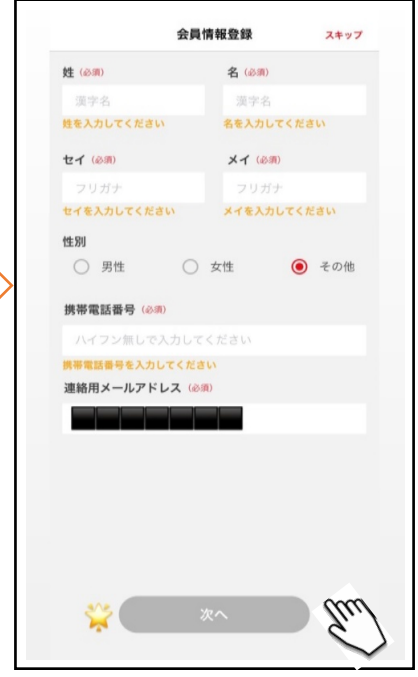 会員情報登録 スキップ
姓 (必須) 名 (必須)
漢字名 漢字名
姓を入力してください 名を入力してください
セイ (必須) メイ (必須)
フリガナ フリガナ
セイを入力してください メイを入力してください
性別
男性 女性 その他
携帯電話番号 (必須)
ハイフン無しで入力してください
携帯電話番号を入力してください
連絡用メールアドレス (必須)
次へ